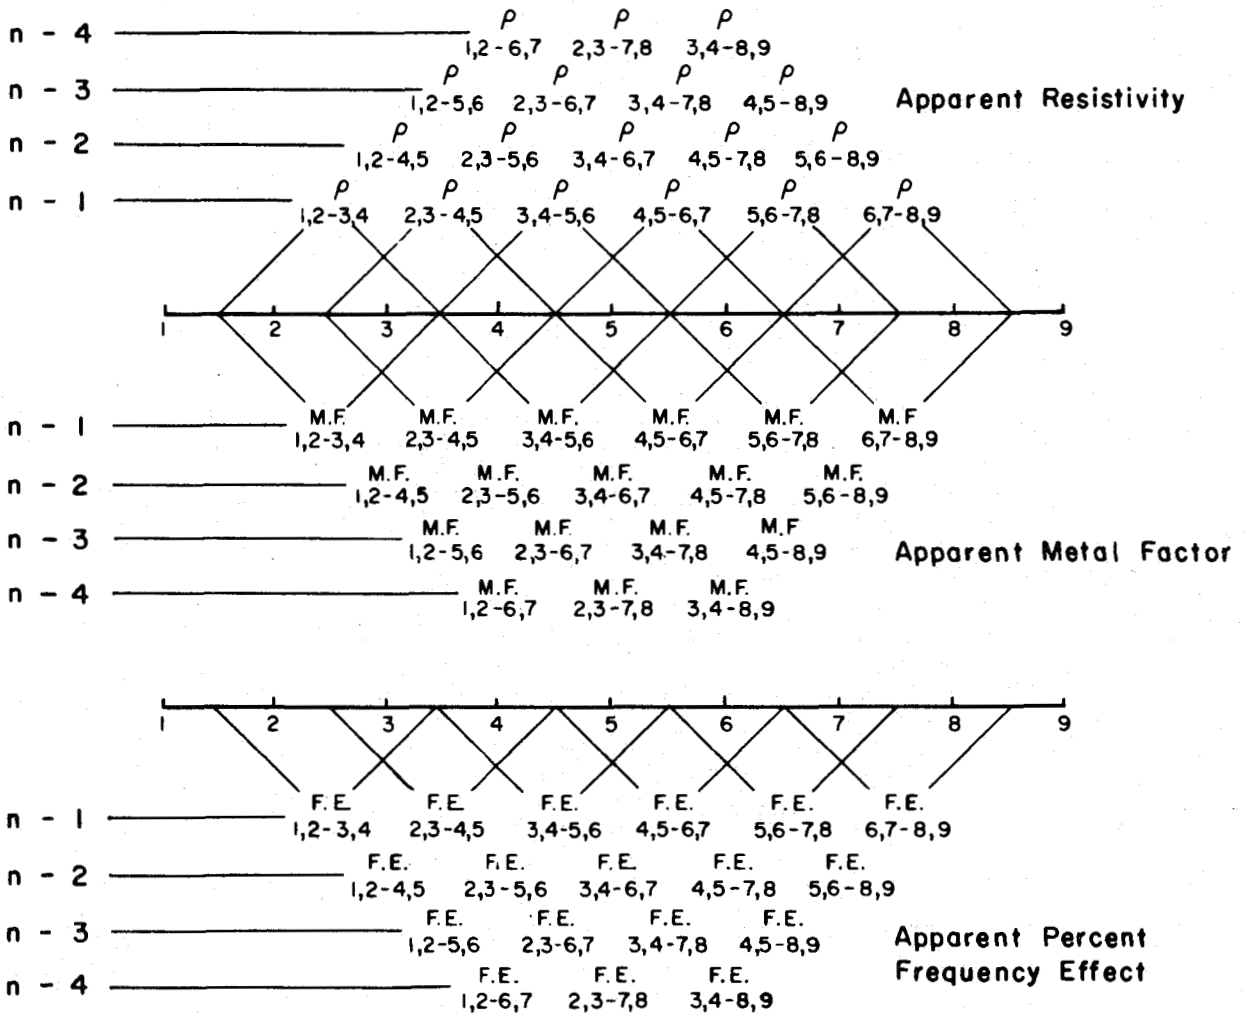 ρ ρ ρ
n - 4 1,2-6,7 2,3-7,8 3,4-8,9
ρ ρ ρ ρ
n - 3 1,2-5,6 2,3-6,7 3,4-7,8 4,5-8,9 Apparent Resistivity
ρ ρ ρ ρ ρ
n - 2 1,2-4,5 2,3-5,6 3,4-6,7 4,5-7,8 5,6-8,9
ρ ρ ρ ρ ρ ρ
n - 1 1,2-3,4 2,3-4,5 3,4-5,6 4,5-6,7 5,6-7,8 6,7-8,9
1 2 3 4 5 6 7 8 9
M.F. M.F. M.F. M.F. M.F. M.F
n - 1 1,2-3,4 2,3-4,5 3,4-5,6 4,5-6,7 5,6-7,8 6,7-8,9
M.F. M.F. M.F. M.F. M.F.
n - 2 1,2-4,5 2,3-5,6 3,4-6,7 4,5-7,8 5,6-8,9
M.F. M.F. M.F. M.F
n - 3 1,2-5,6 2,3-6,7 3,4-7,8 4,5-8,9 Apparent Metal Factor
M.F. M.F. M.F.
n - 4 1,2-6,7 2,3-7,8 3,4-8,9
1 2 3 4 5 6 7 8 9
F.E. F.E. F.E. F.E. F.E. F.E.
n - 1 1,2-3,4 2,3-4,5 3,4-5,6 4,5-6,7 5,6-7,8 6,7-8,9
F.E. F.E. F.E. F.E. F.E.
n - 2 1,2-4,5 2,3-5,6 3,4-6,7 4,5-7,8 5,6-8,9
F.E. F.E. F.E. F.E.
n - 3 1,2-5,6 2,3-6,7 3,4-7,8 4,5-8,9 Apparent Percent
Frequency Effect
F.E. F.E. F.E.
n - 4 1,2-6,7 2,3-7,8 3,4-8,9